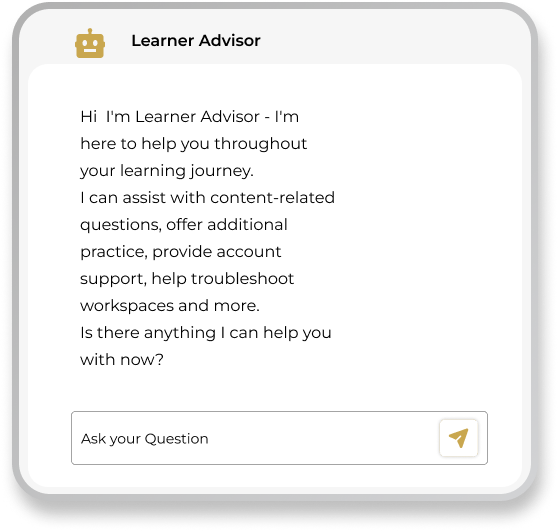 Learner Advisor
Hi  I'm Learner Advisor - I'm
here to help you throughout
your learning journey.
I can assist with content-related
questions, offer additional
practice, provide account
support, help troubleshoot
workspaces and more.
Is there anything I can help you
with now?
Ask your Question